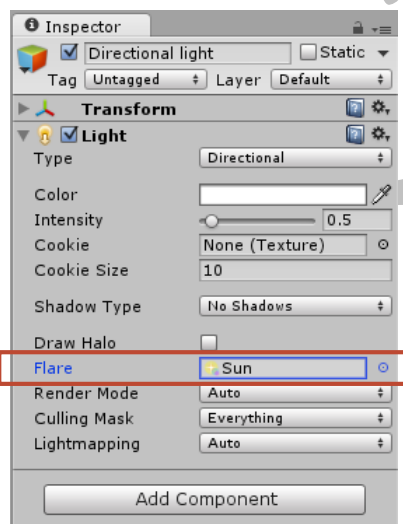 Inspector
Directional light Static
Tag Untagged Layer Default
Transform
Light
Type Directional
Color
Intensity 0.5
Cookie None (Texture)
Cookie Size 10
Shadow Type No Shadows
Draw Halo
Flare Sun
Render Mode Auto
Culling Mask Everything
Lightmapping Auto
Add Component